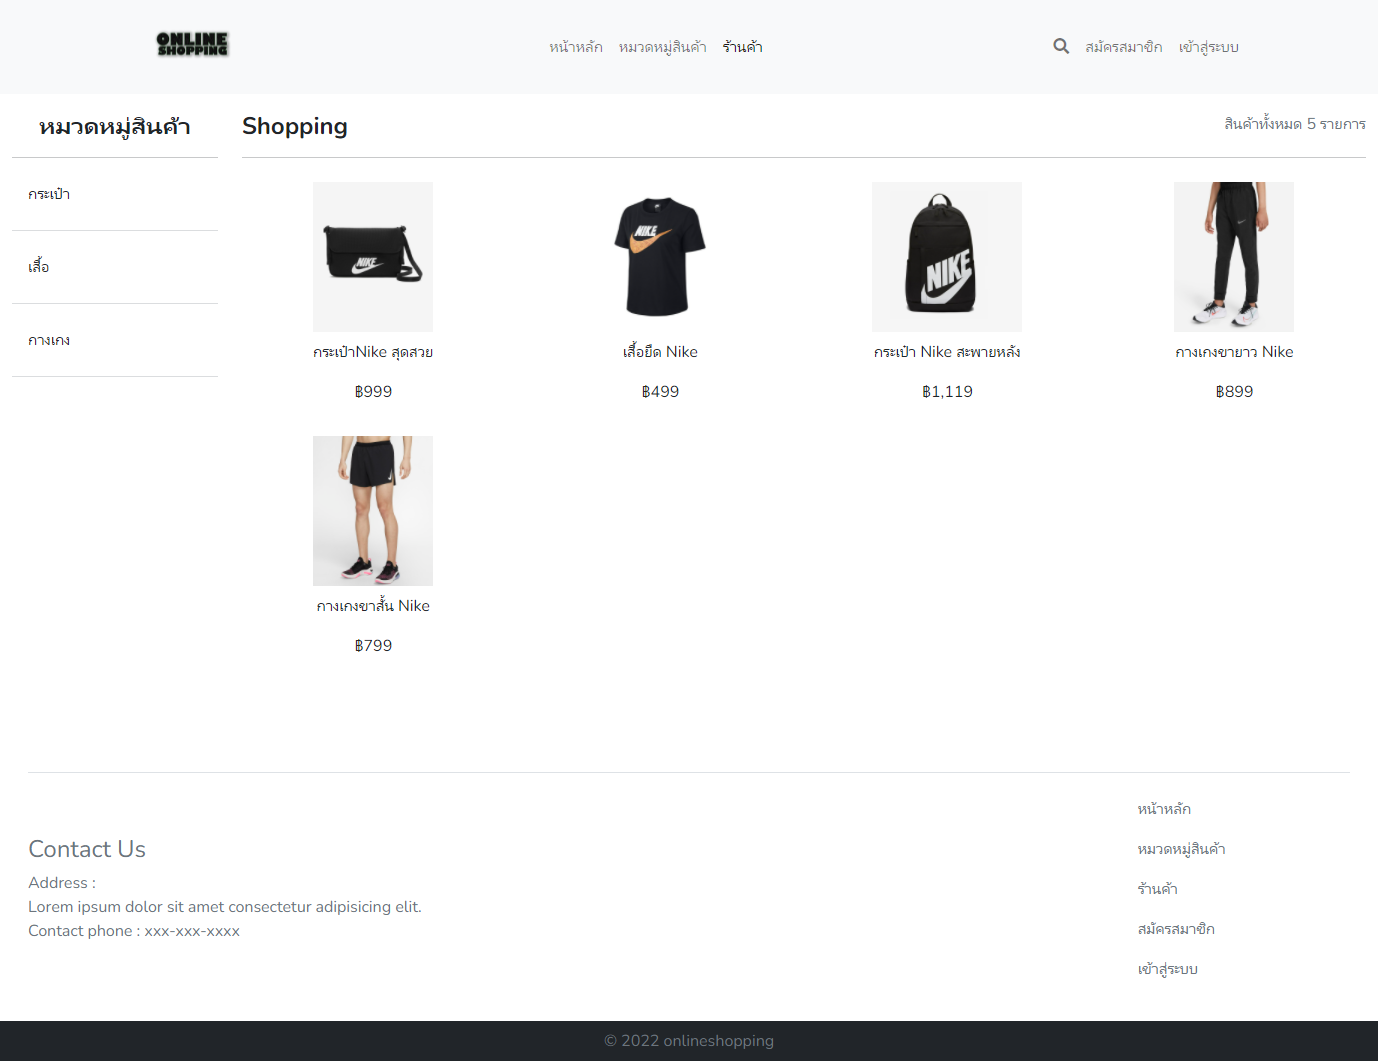 ONLINE
SHOPPING
หน้าหลัก หมวดหมู่สินค้า ร้านค้า
สมัครสมาชิก เข้าสู่ระบบ
หมวดหมู่สินค้า
กระเป๋า
เสื้อ
กางเกง
Shopping
สินค้าทั้งหมด 5 รายการ
NIKE
กระเป๋าNike สุดสวย
฿999
NIKE
เสื้อยืด Nike
฿499
NIKE
กระเป๋า Nike สะพายหลัง
฿1,119
กางเกงขายาว Nike
฿899
กางเกงขาสั้น Nike
฿799
Contact Us
Address :
Lorem ipsum dolor sit amet consectetur adipisicing elit.
Contact phone : xxx-xxx-xxxx
หน้าหลัก
หมวดหมู่สินค้า
ร้านค้า
สมัครสมาชิก
เข้าสู่ระบบ
© 2022 onlineshopping